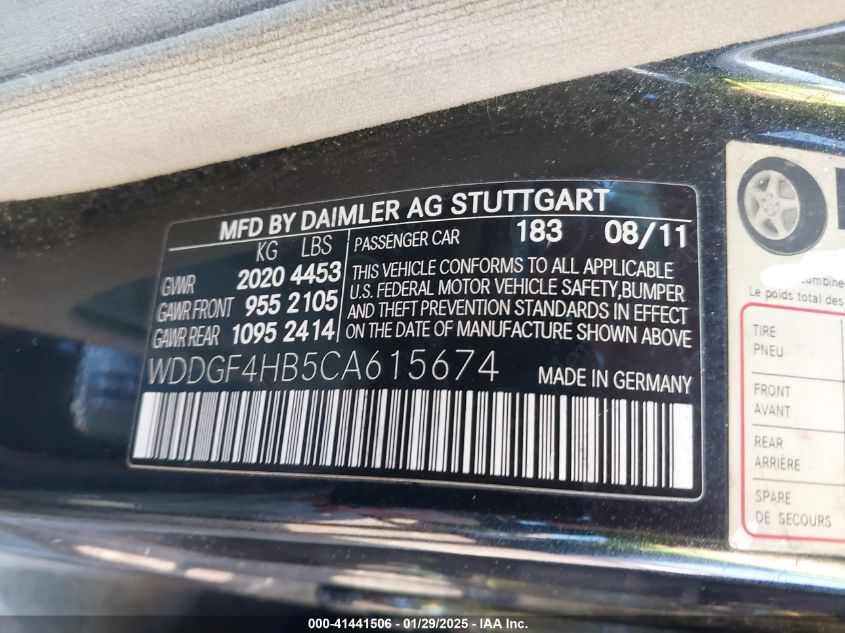 MFD BY DAIMLER AG STUTTGART
KG LBS
GVWR 2020 4453
GAWR FRONT 955 2105
GAWR REAR 1095 2414
PASSENGER CAR 183 08/11
THIS VEHICLE CONFORMS TO ALL APPLICABLE
U.S. FEDERAL MOTOR VEHICLE SAFETY,BUMPER
AND THEFT PREVENTION STANDARDS IN EFFECT
ON THE DATE OF MANUFACTURE SHOWN ABOVE
WDDGF4HB5CA615674 MADE IN GERMANY
Le poids total des
TIRE
PNEU
FRONT
AVANT
REAR
ARRIÈRE
SPARE
DE SECOURS
000-41441506 - 01/29/2025 - IAA Inc.